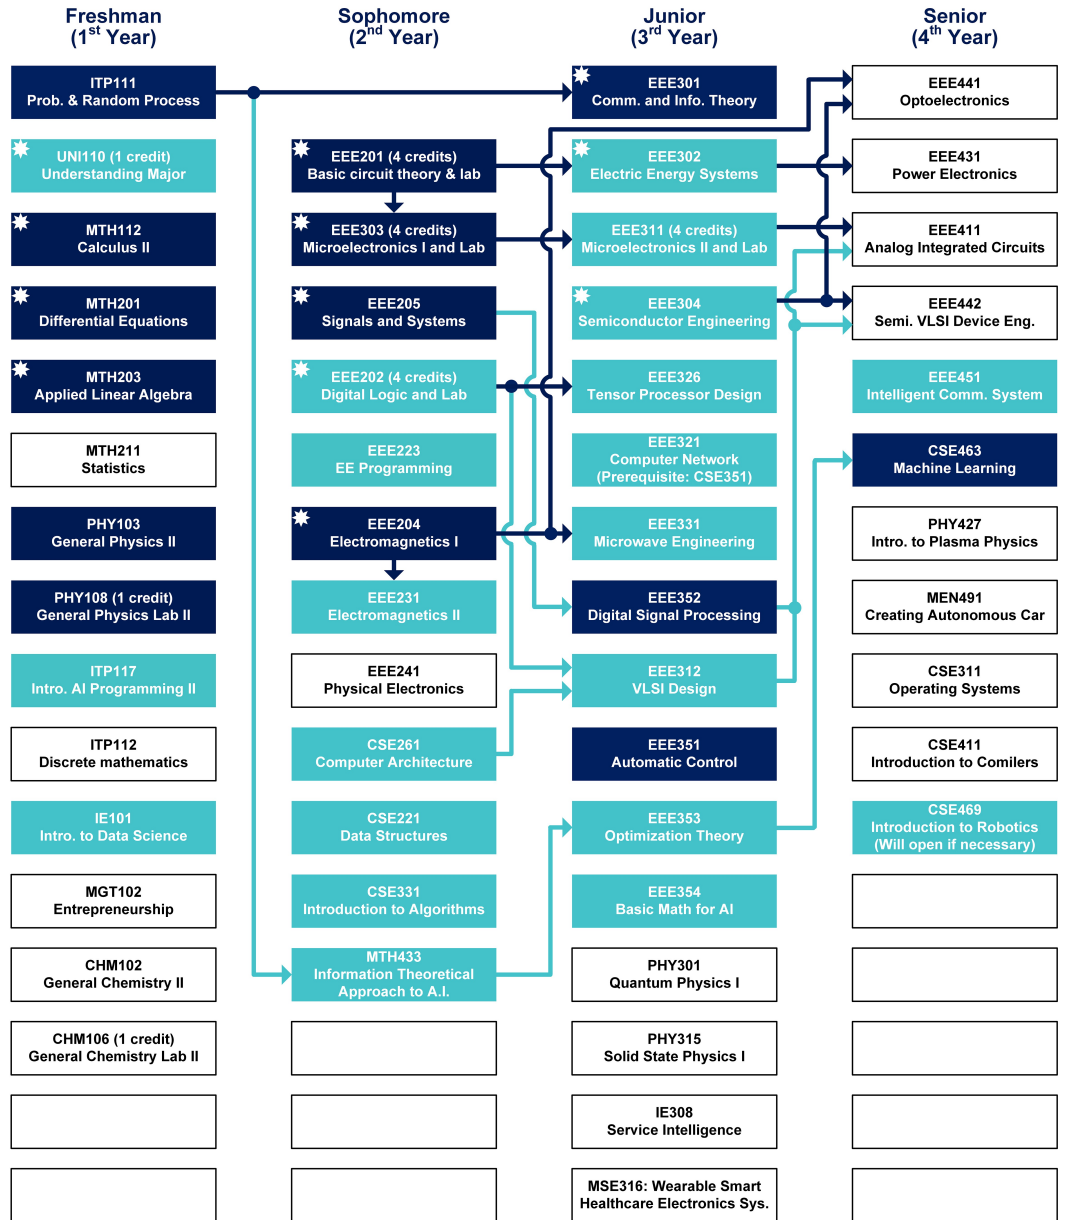 Freshman
(1st Year)
ITP111
Prob. & Random Process
UNI110 (1 credit)
Understanding Major
MTH112
Calculus II
MTH201
Differential Equations
MTH203
Applied Linear Algebra
MTH211
Statistics
PHY103
General Physics II
PHY108 (1 credit)
General Physics Lab II
ITP117
Intro. AI Programming II
ITP112
Discrete mathematics
IE101
Intro. to Data Science
MGT102
Entrepreneurship
CHM102
General Chemistry II
CHM106 (1 credit)
General Chemistry Lab II
Sophomore
(2nd Year)
EEE201 (4 credits)
Basic circuit theory & lab
EEE303 (4 credits)
Microelectronics I and Lab
EEE205
Signals and Systems
EEE202 (4 credits)
Digital Logic and Lab
EEE223
EE Programming
EEE204
Electromagnetics I
EEE231
Electromagnetics II
EEE241
Physical Electronics
CSE261
Computer Architecture
CSE221
Data Structures
CSE331
Introduction to Algorithms
MTH433
Information Theoretical
Approach to A.I.
Junior
(3rd Year)
EEE301
Comm. and Info. Theory
EEE302
Electric Energy Systems
EEE311 (4 credits)
Microelectronics II and Lab
EEE304
Semiconductor Engineering
EEE326
Tensor Processor Design
EEE321
Computer Network
(Prerequisite: CSE351)
EEE331
Microwave Engineering
EEE352
Digital Signal Processing
EEE312
VLSI Design
EEE351
Automatic Control
EEE353
Optimization Theory
EEE354
Basic Math for AI
PHY301
Quantum Physics I
PHY315
Solid State Physics I
IE308
Service Intelligence
MSE316: Wearable Smart
Healthcare Electronics Sys.
Senior
(4th Year)
EEE441
Optoelectronics
EEE431
Power Electronics
EEE411
Analog Integrated Circuits
EEE442
Semi. VLSI Device Eng.
EEE451
Intelligent Comm. System
CSE463
Machine Learning
PHY427
Intro. to Plasma Physics
MEN491
Creating Autonomous Car
CSE311
Operating Systems
CSE411
Introduction to Comilers
CSE469
Introduction to Robotics
(Will open if necessary)